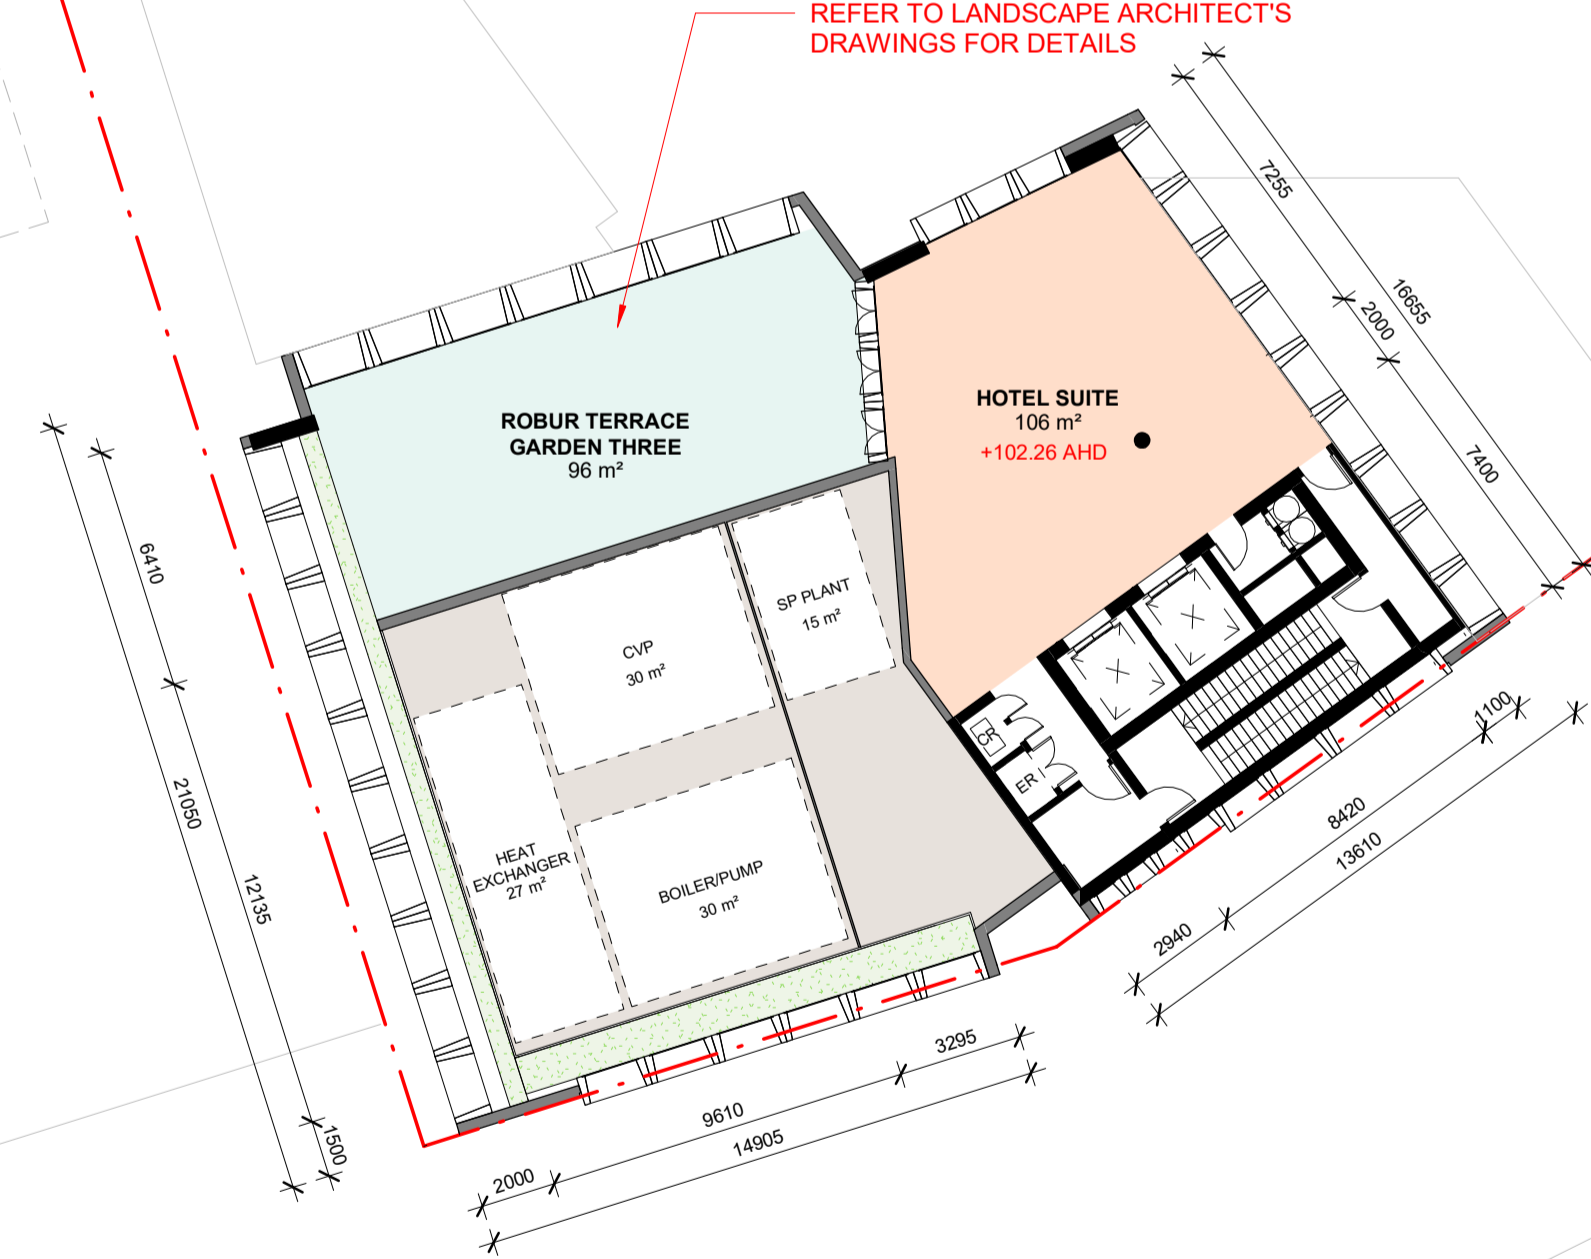 REFER TO LANDSCAPE ARCHITECT'S
DRAWINGS FOR DETAILS
7255
16655
2000
7400
HOTEL SUITE
106 m²
+102.26 AHD
ROBUR TERRACE
GARDEN THREE
96 m²
6410
21050
12135
1500
SP PLANT
15 m²
CVP
30 m²
HEAT
EXCHANGER
27 m²
BOILER/PUMP
30 m²
CR
ER
1100
8420
13610
2940
3295
9610
14905
2000